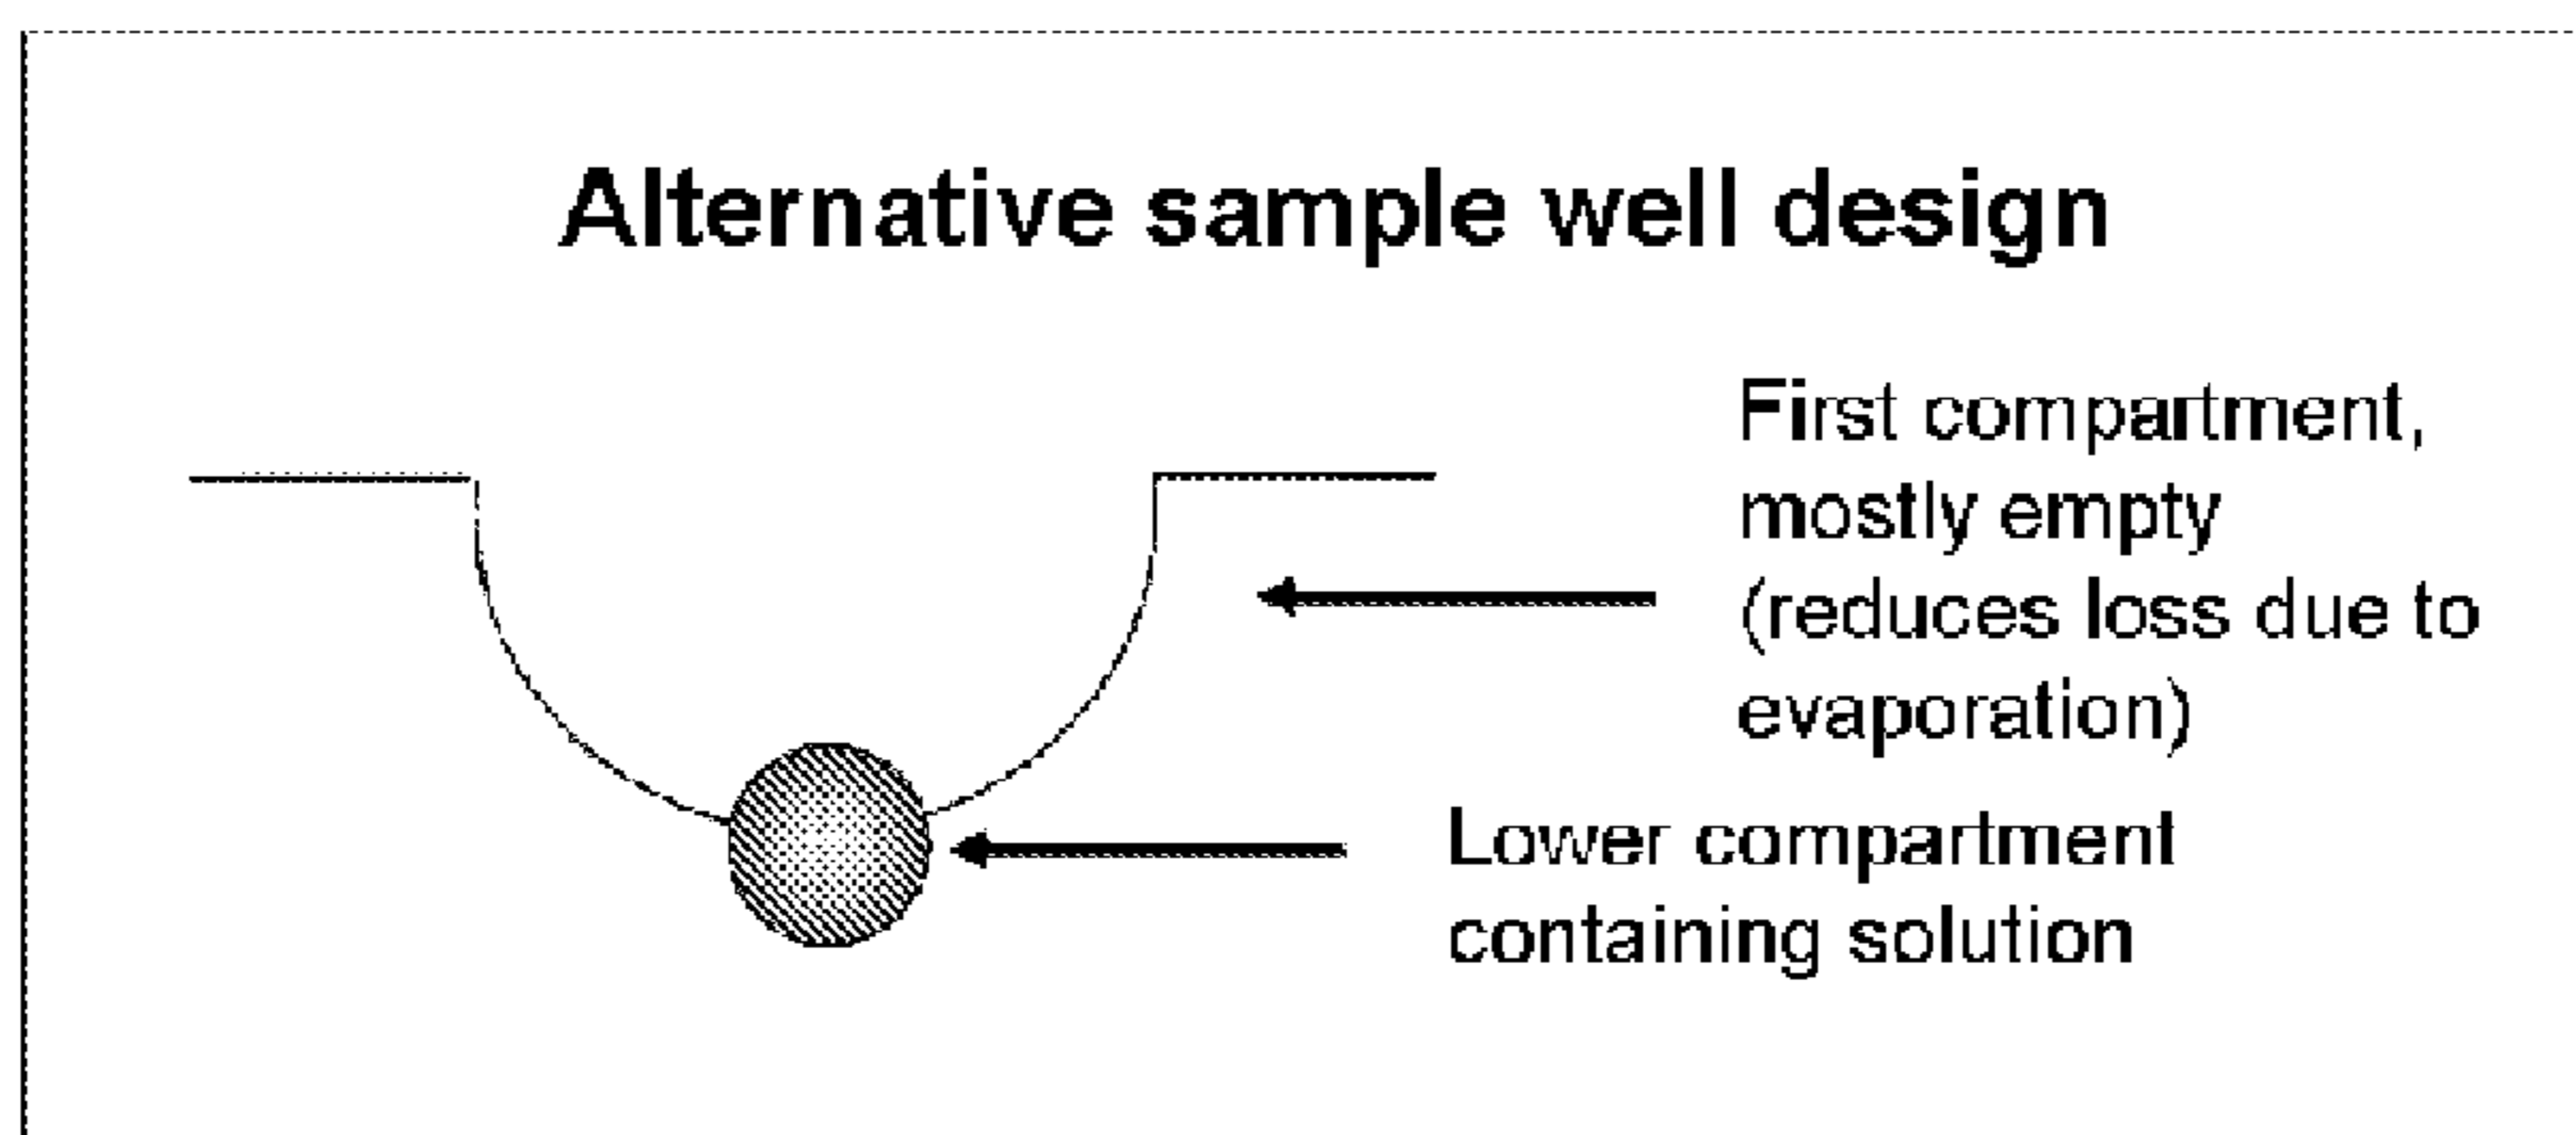 Alternative sample well design
First compartment,
mostly empty
(reduces loss due to
evaporation)
Lower compartment
containing solution